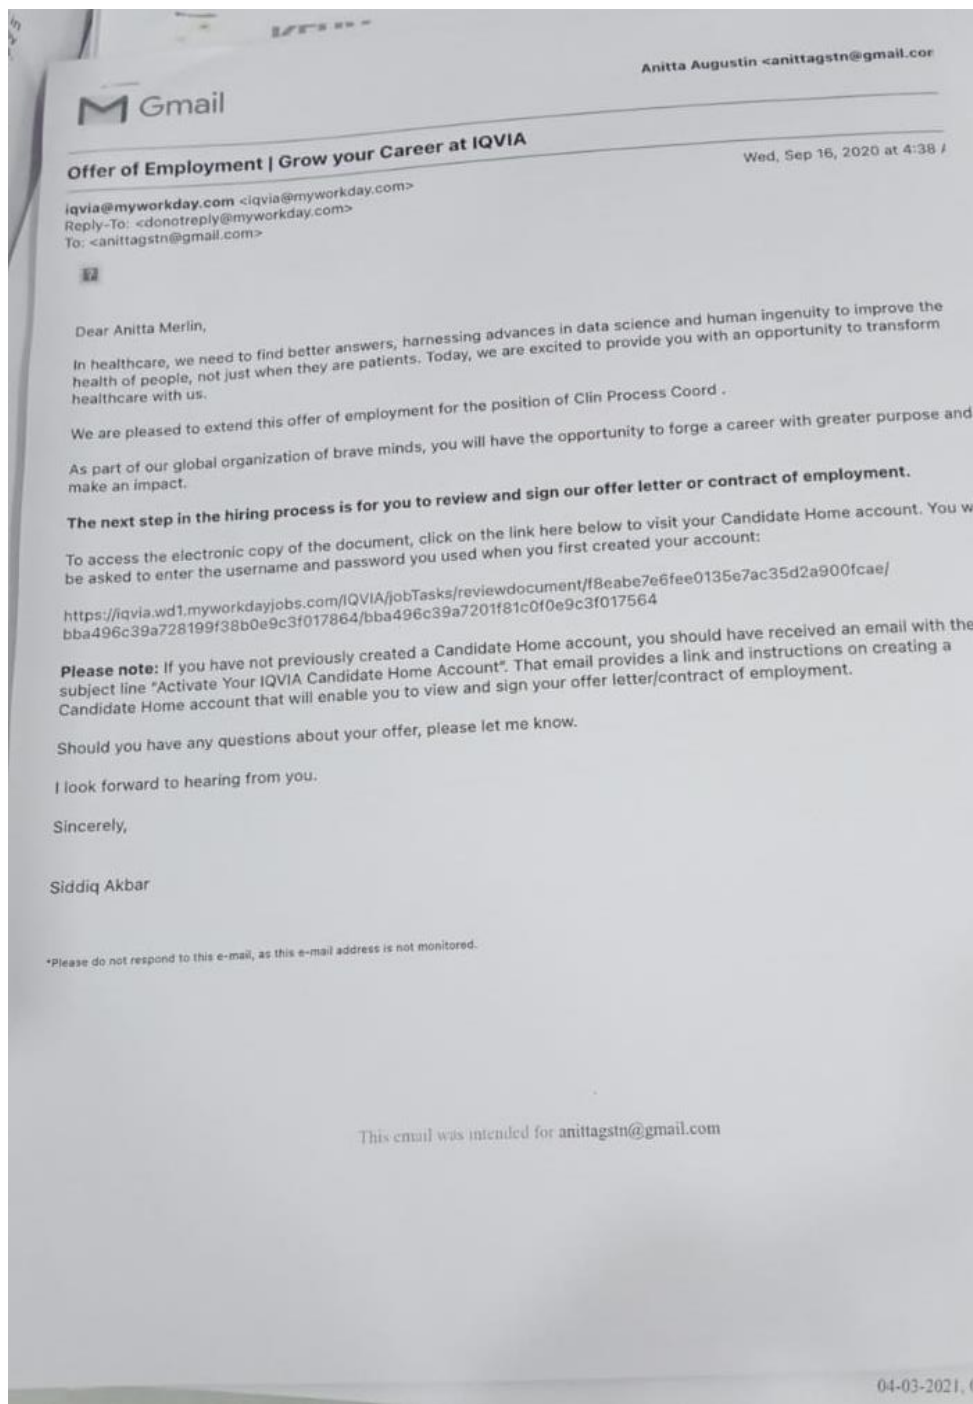 Anitta Augustin <anittagstn@gmail.cor
Gmail
Offer of Employment | Grow your Career at IQVIA
Wed, Sep 16, 2020 at 4:38
iqvia@myworkday.com <iqvia@myworkday.com>
Reply-To: <donotreply@myworkday.com>
To: <anittagstn@gmail.com>
Dear Anitta Merlin,
In healthcare, we need to find better answers, harnessing advances in data science and human ingenuity to improve the
health of people, not just when they are patients. Today, we are excited to provide you with an opportunity to transform
healthcare with us.
We are pleased to extend this offer of employment for the position of Clin Process Coord .
As part of our global organization of brave minds, you will have the opportunity to forge a career with greater purpose and
make an impact.
The next step in the hiring process is for you to review and sign our offer letter or contract of employment.
To access the electronic copy of the document, click on the link here below to visit your Candidate Home account. You w
be asked to enter the username and password you used when you first created your account:
https://iqvia.wd1.myworkdayjobs.com/IQVIA/jobTasks/reviewdocument/f8eabe7e6fee0135e7ac35d2a900fcae/
bba496c39a728199f38b0e9c3f017864/bba496c39a7201f81c0f0e9c3f017564
Please note: If you have not previously created a Candidate Home account, you should have received an email with the
subject line "Activate Your IQVIA Candidate Home Account". That email provides a link and instructions on creating a
Candidate Home account that will enable you to view and sign your offer letter/contract of employment.
Should you have any questions about your offer, please let me know.
I look forward to hearing from you.
Sincerely,
Siddiq Akbar
*Please do not respond to this e-mail, as this e-mail address is not monitored.
This email was intended for anittagstn@gmail.com
04-03-2021,